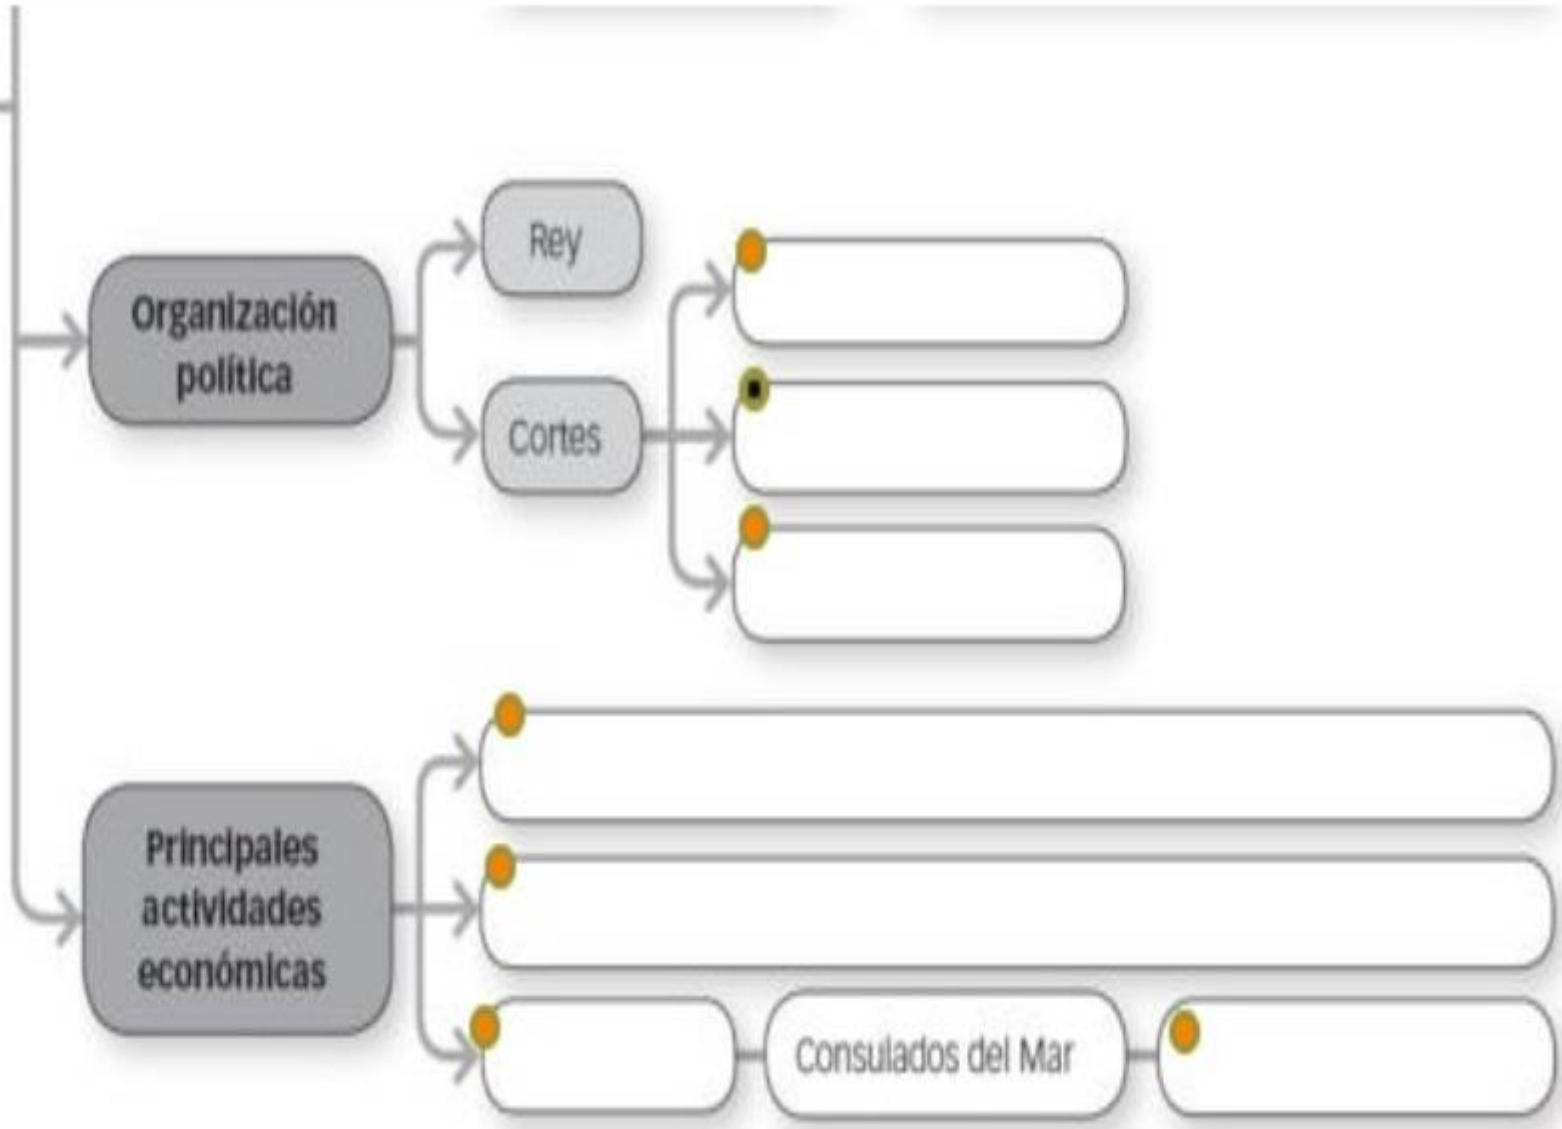 Rey
Organización
política
Cortes
Principales
actividades
económicas
Consulados del Mar